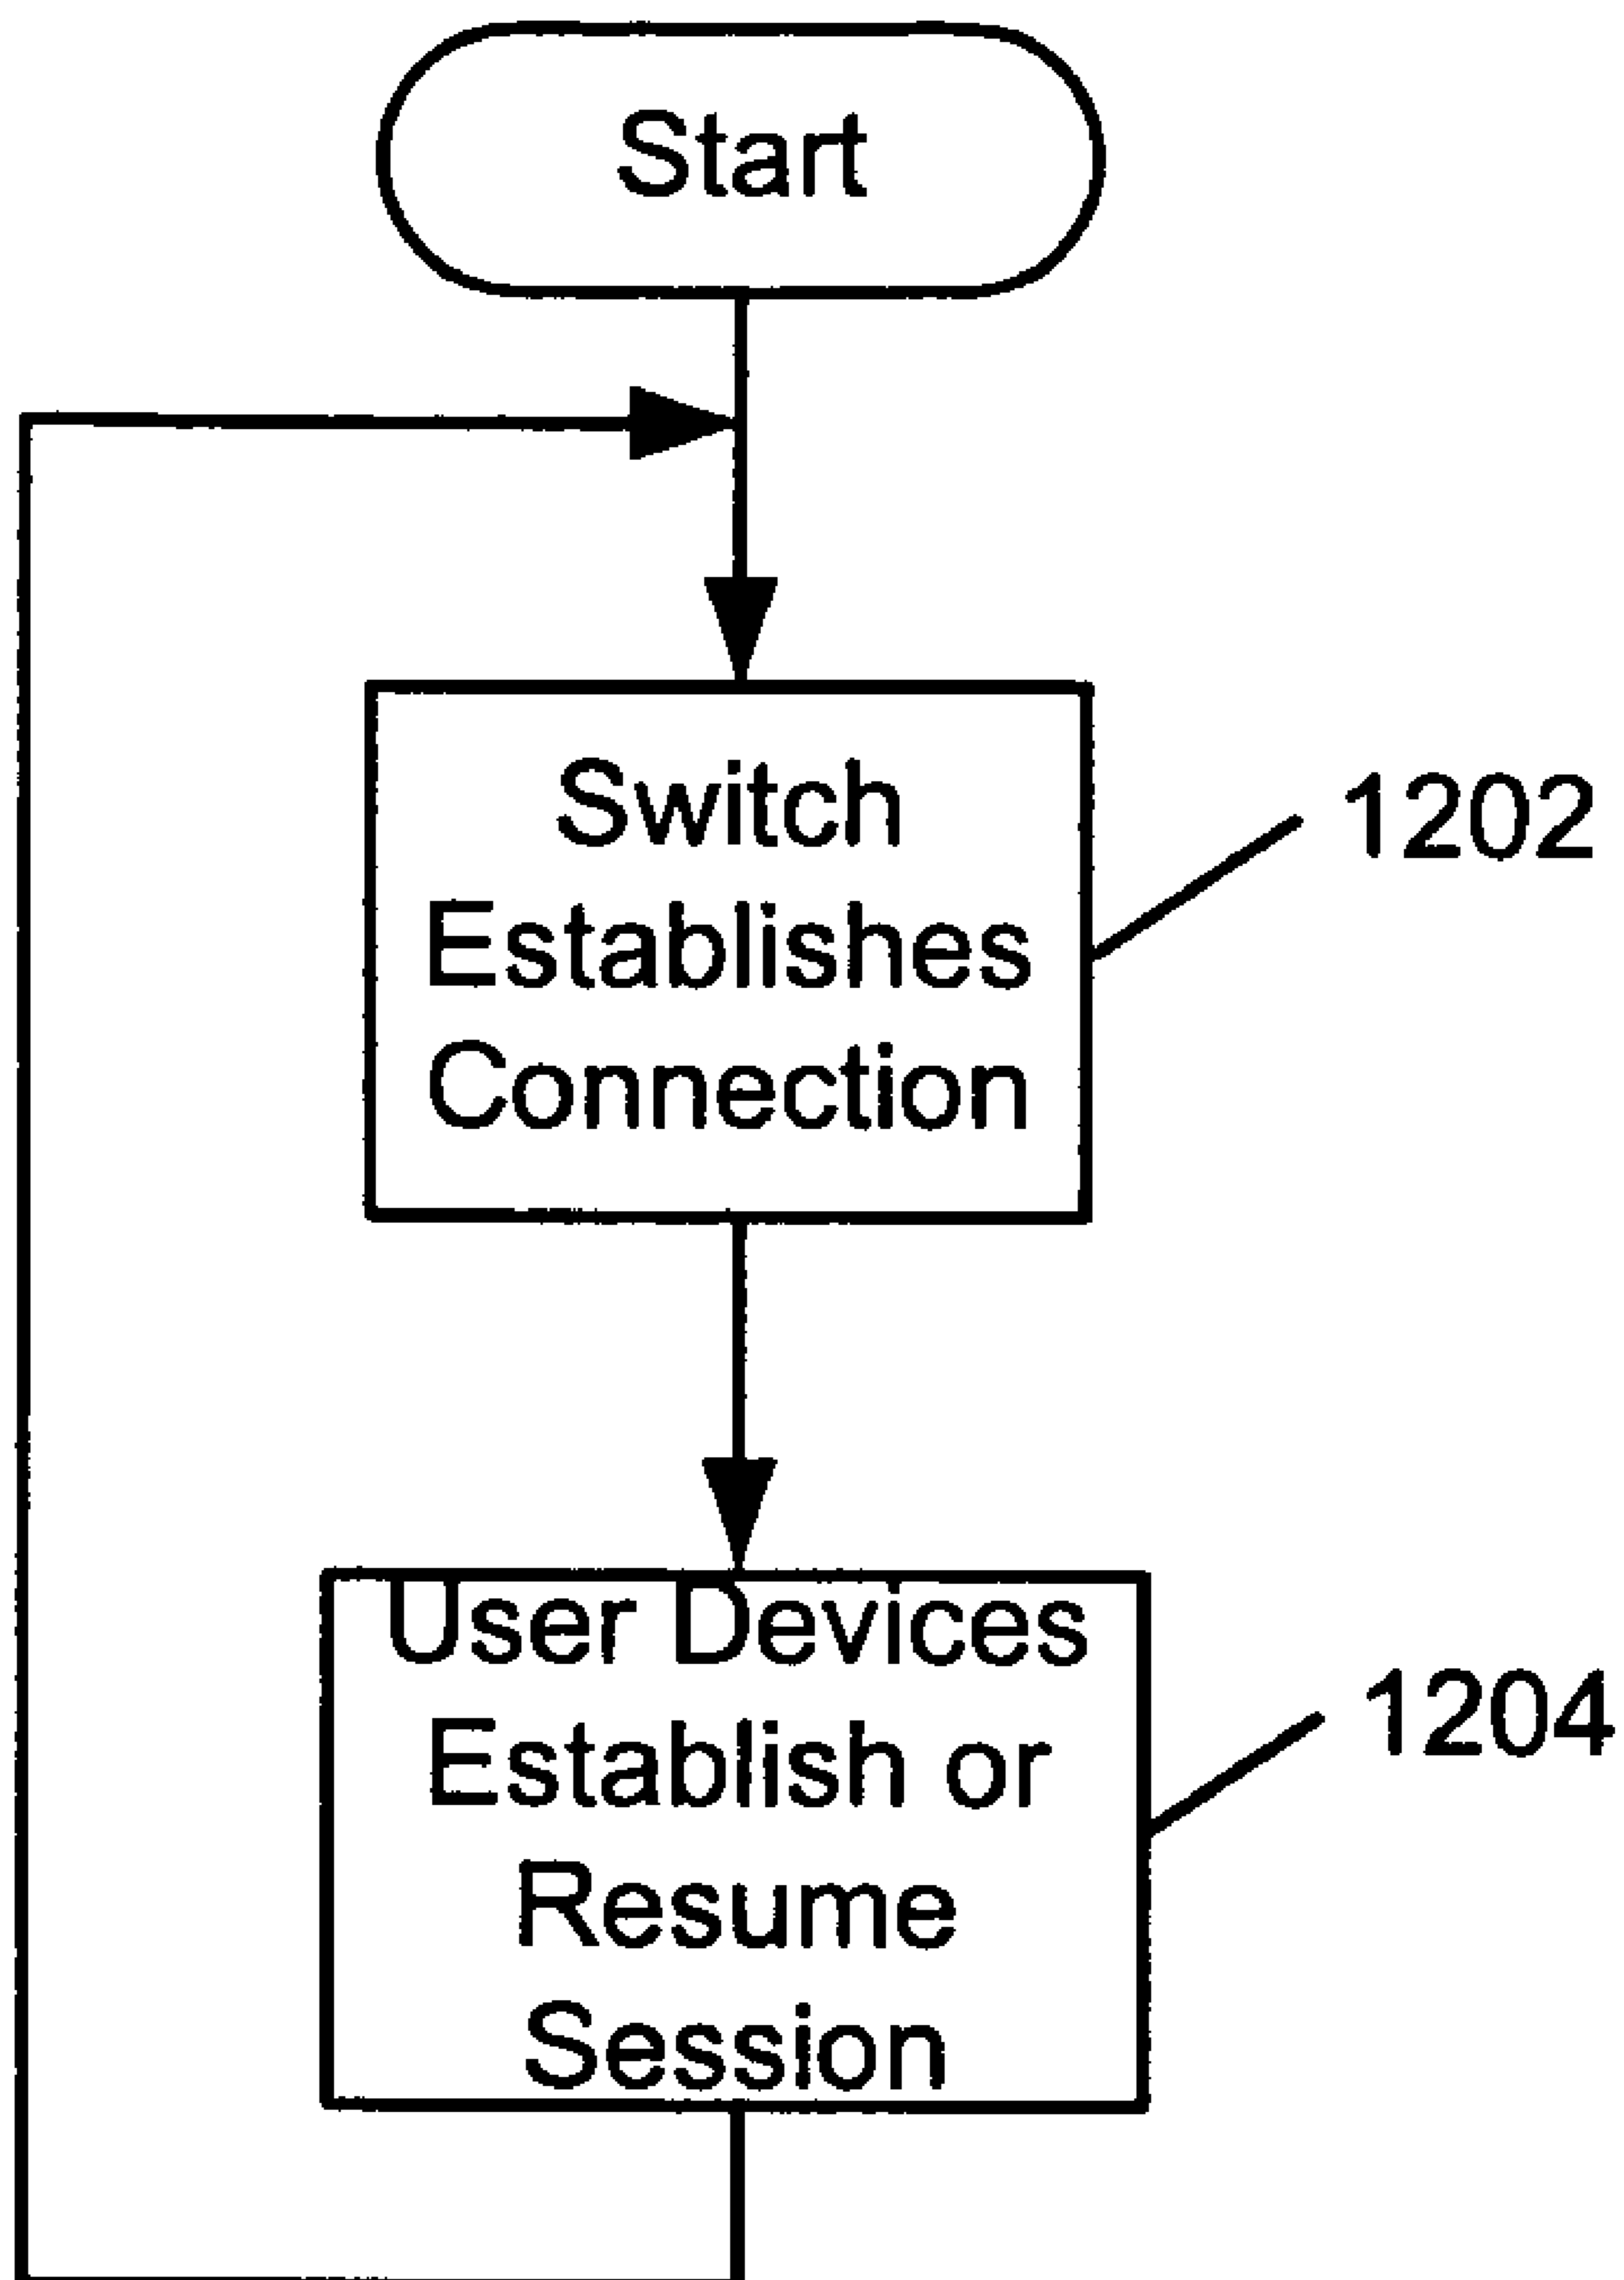 Start
Switch
Establishes
Connection
1202
User Devices
Establish or
Resume
Session
1204